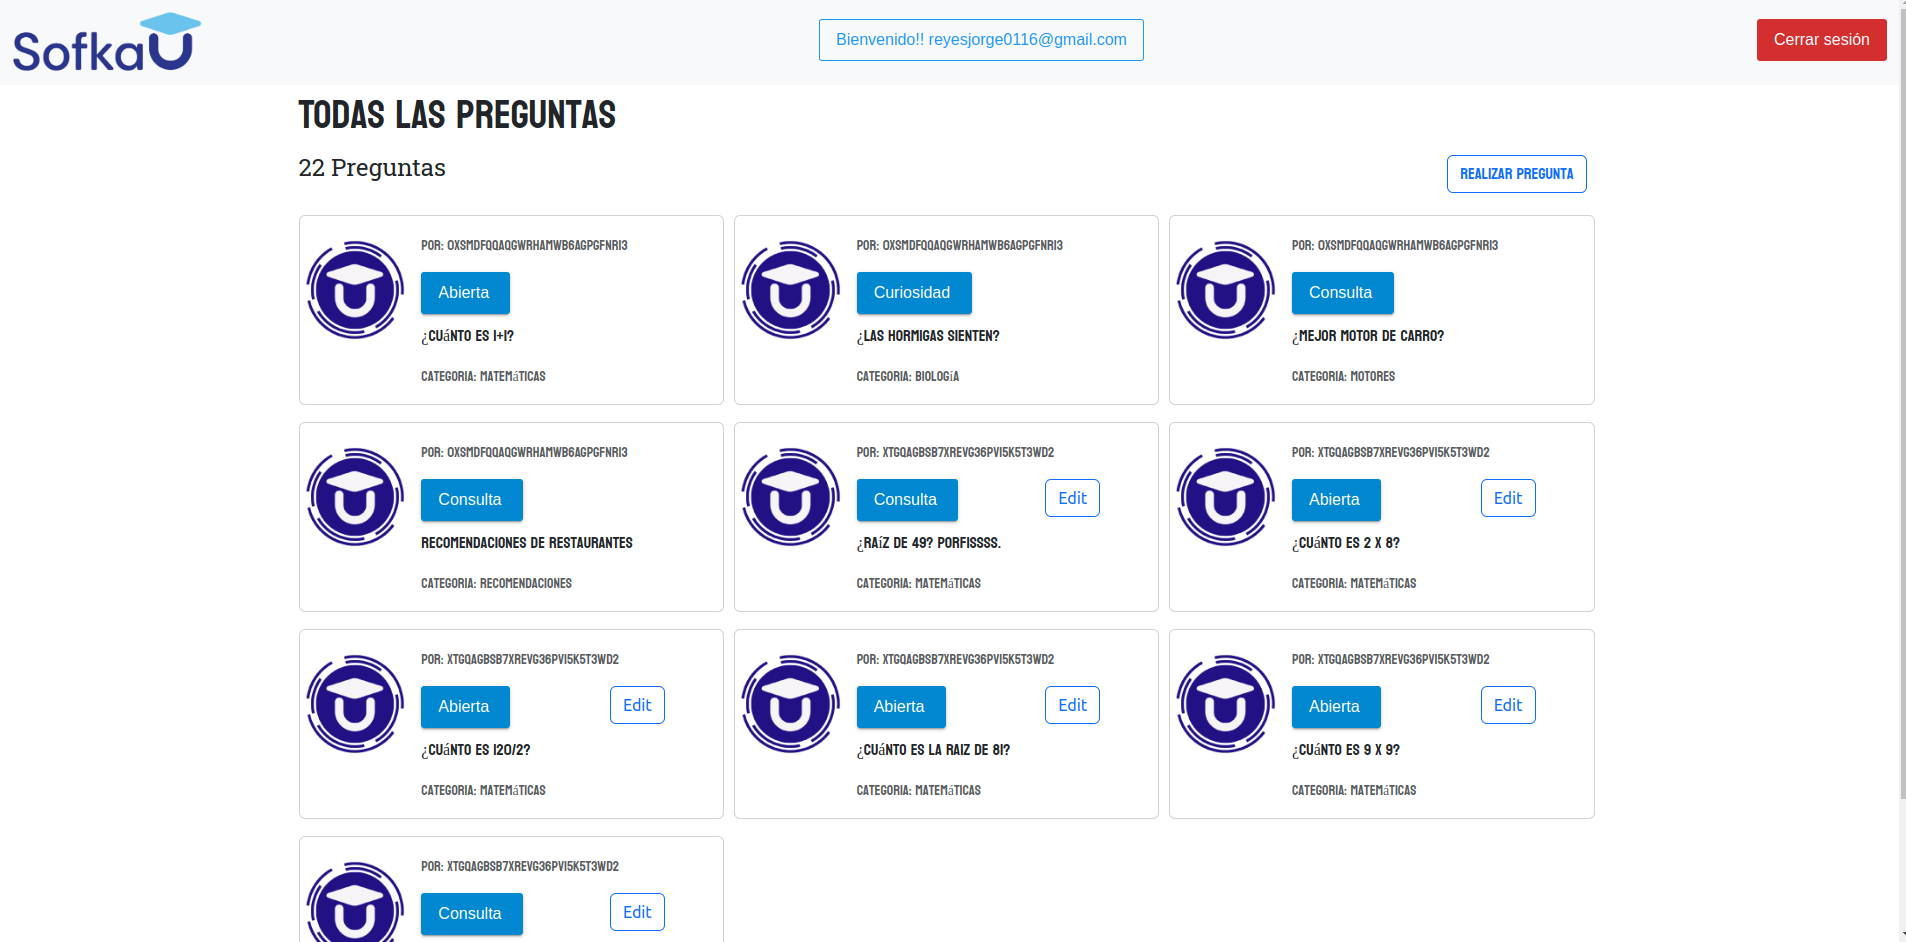 SofkaU
Bienvenido!! reyesjorge0116@gmail.com
Cerrar sesión
TODAS LAS PREGUNTAS
22 Preguntas
REALIZAR PREGUNTA
POR: OXSMDFQQAQGWRHAMWB6AGPGFNRI3
Abierta
¿CUáNTO ES 1+1?
CATEGORIA: MATEMáTICAS
POR: OXSMDFQQAQGWRHAMWB6AGPGFNRI3
Curiosidad
¿LAS HORMIGAS SIENTEN?
CATEGORIA: BIOLOGíA
POR: OXSMDFQQAQGWRHAMWB6AGPGFNRI3
Consulta
¿MEJOR MOTOR DE CARRO?
CATEGORIA: MOTORES
POR: OXSMDFQQAQGWRHAMWB6AGPGFNRI3
Consulta
RECOMENDACIONES DE RESTAURANTES
CATEGORIA: RECOMENDACIONES
POR: XTGQAGBSB7XREVG36PVI5K5T3WD2
Consulta
Edit
¿RAíZ DE 49? PORFISSSS.
CATEGORIA: MATEMáTICAS
POR: XTGQAGBSB7XREVG36PVI5K5T3WD2
Abierta
Edit
¿CUáNTO ES 2 X 8?
CATEGORIA: MATEMáTICAS
POR: XTGQAGBSB7XREVG36PVI5K5T3WD2
Abierta
Edit
¿CUáNTO ES 120/2?
CATEGORIA: MATEMáTICAS
POR: XTGQAGBSB7XREVG36PVI5K5T3WD2
Abierta
Edit
¿CUáNTO ES LA RAIZ DE 81?
CATEGORIA: MATEMáTICAS
POR: XTGQAGBSB7XREVG36PVI5K5T3WD2
Abierta
Edit
¿CUáNTO ES 9 X 9?
CATEGORIA: MATEMáTICAS
POR: XTGQAGBSB7XREVG36PVI5K5T3WD2
Consulta
Edit